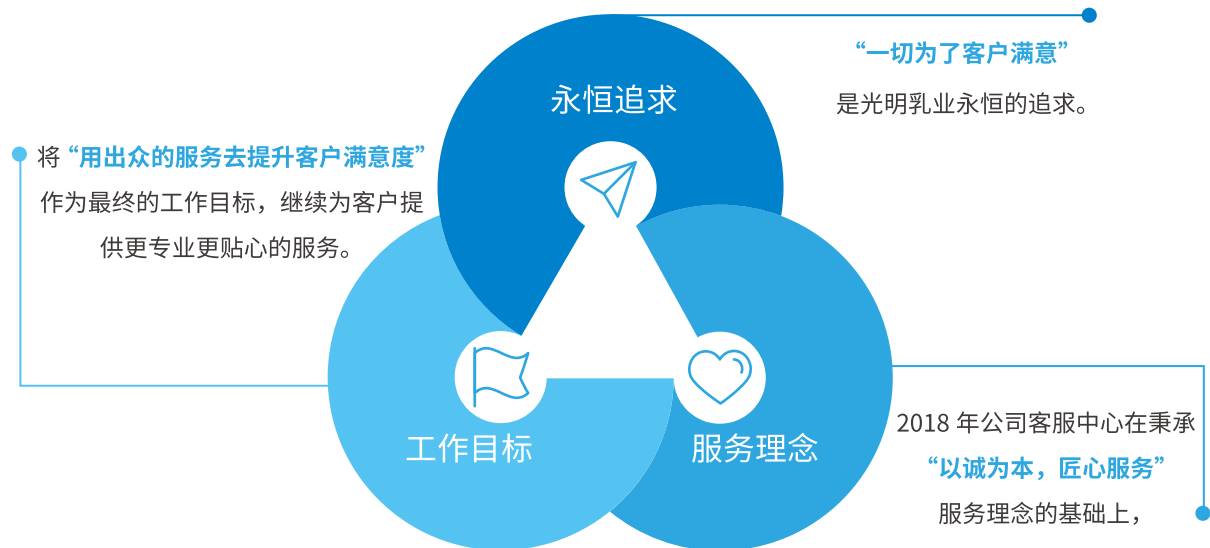 永恒追求
“一切为了客户满意”
是光明乳业永恒的追求。
将“用出众的服务去提升客户满意度”
作为最终的工作目标，继续为客户提
供更专业更贴心的服务。
工作目标
服务理念
2018 年公司客服中心在秉承
“以诚为本，匠心服务”
服务理念的基础上，